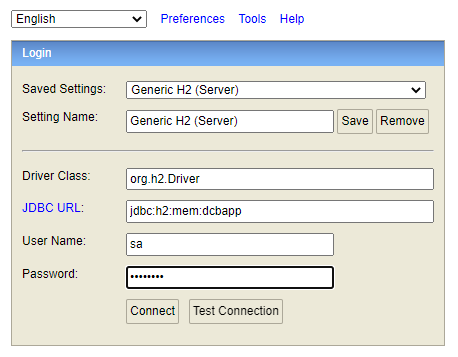 English Preferences Tools Help
Login
Saved Settings: Generic H2 (Server)
Setting Name: Generic H2 (Server) Save Remove
Driver Class: org.h2.Driver
JDBC URL: jdbc:h2:mem:dcbapp
User Name: sa
Password: ••••••••
Connect Test Connection